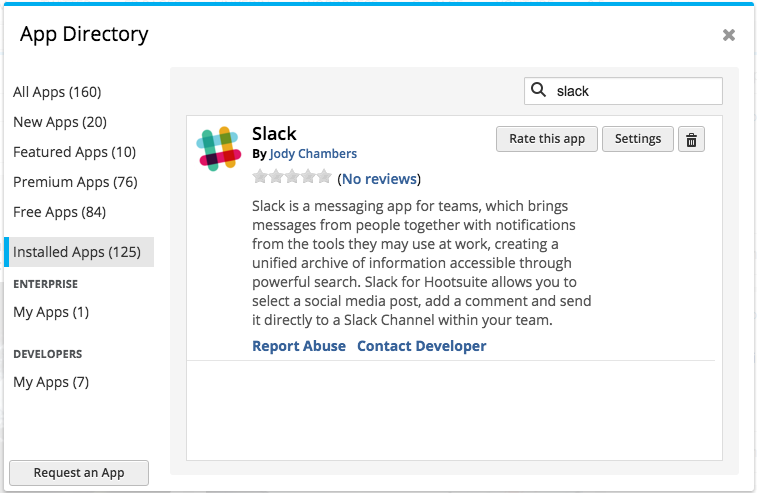 App Directory
All Apps (160)
New Apps (20)
Featured Apps (10)
Premium Apps (76)
Free Apps (84)
Installed Apps (125)
ENTERPRISE
My Apps (1)
DEVELOPERS
My Apps (7)
Request an App
slack
Slack
By Jody Chambers
(No reviews)
Rate this app
Settings
Slack is a messaging app for teams, which brings
messages from people together with notifications
from the tools they may use at work, creating a
unified archive of information accessible through
powerful search. Slack for Hootsuite allows you to
select a social media post, add a comment and send
it directly to a Slack Channel within your team.
Report Abuse Contact Developer